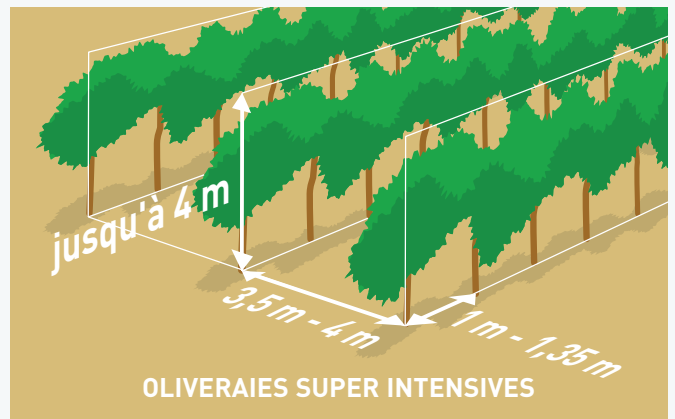 jusqu'à 4 m
3,5 m - 4 m
1 m - 1,35 m
OLIVERAIES SUPER INTENSIVES